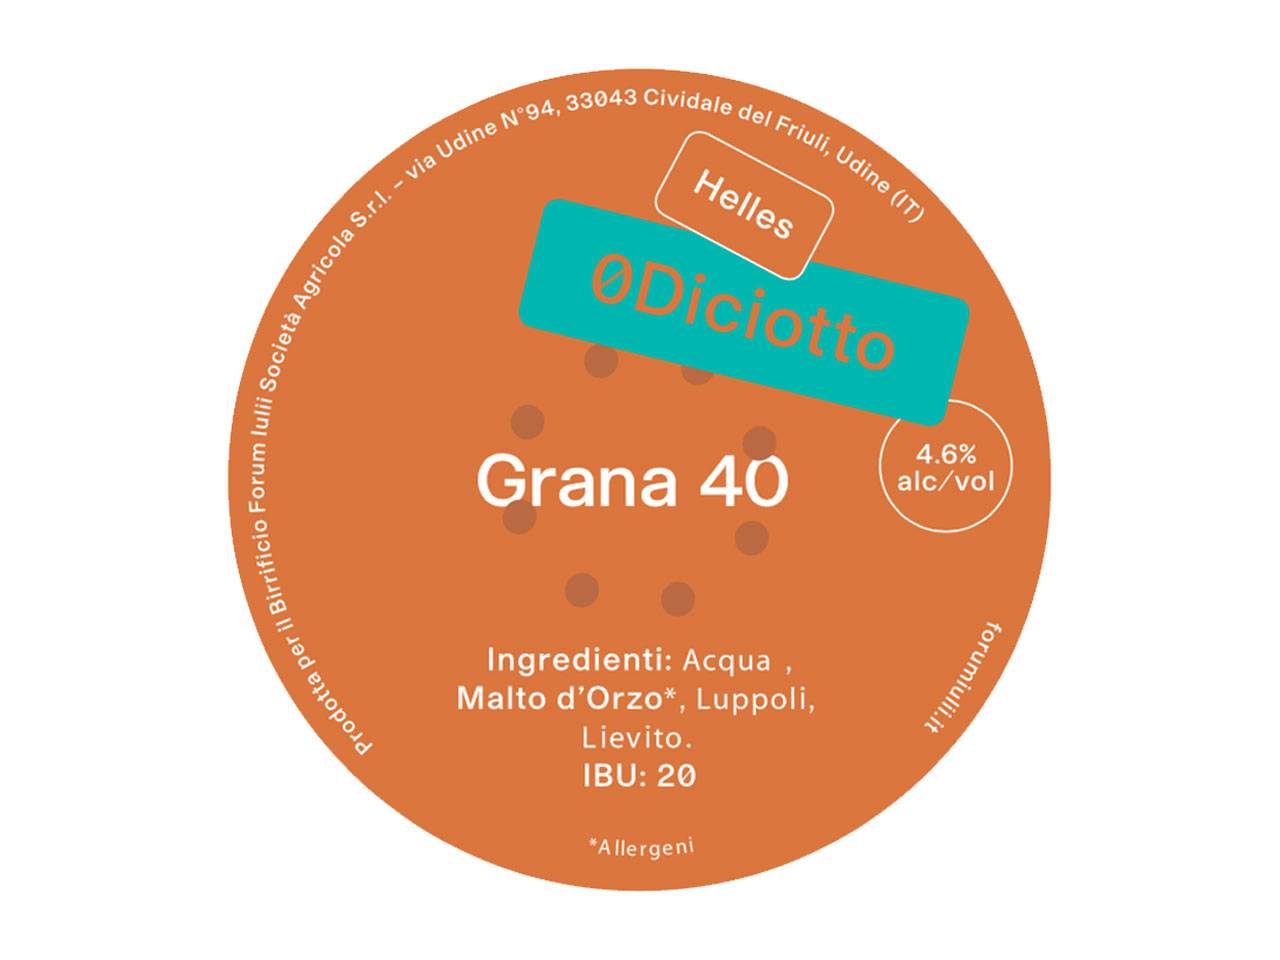 Prodotta per il Birrificio Forum Iulii Società Agricola S.r.l. – via Udine N°94, 33043 Cividale del Friuli, Udine (IT)
Helles
0Diciotto
Grana 40
4.6%
alc/vol
Ingredienti: Acqua ,
Malto d’Orzo*, Luppoli,
Lievito.
IBU: 20
*Allergeni
forumiulii.it